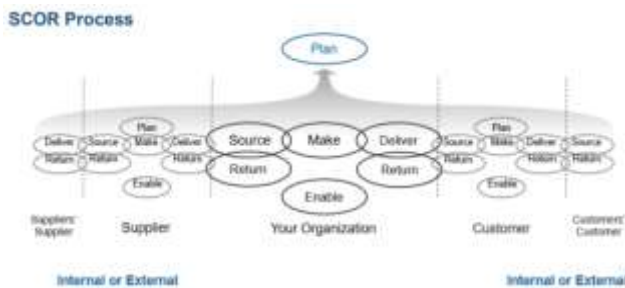 SCOR Process
Plan
Plan
Plan
Deliver Source Make Deliver Source Make Deliver Source Make Deliver Source
Return Return Return Return Return Return Return Return
Enable Enable Enable
Suppliers' Supplier
Supplier
Your Organization
Customer
Customers' Customer
Internal or External
Internal or External